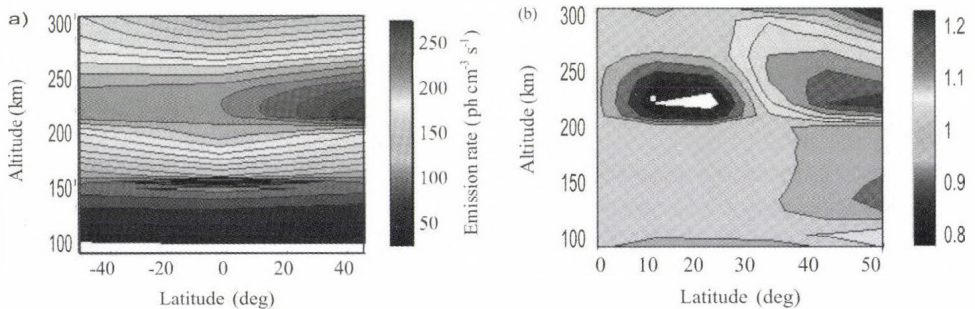 a)
300
250
200
150
100
Altitude (km)
-40 -20 0 20 40
Latitude (deg)
250
200
150
100
50
Emission rate (ph cm⁻³ s⁻¹)
(b)
300
250
200
150
100
Altitude (km)
0 10 20 30 40 50
Latitude (deg)
1.2
1.1
1
0.9
0.8